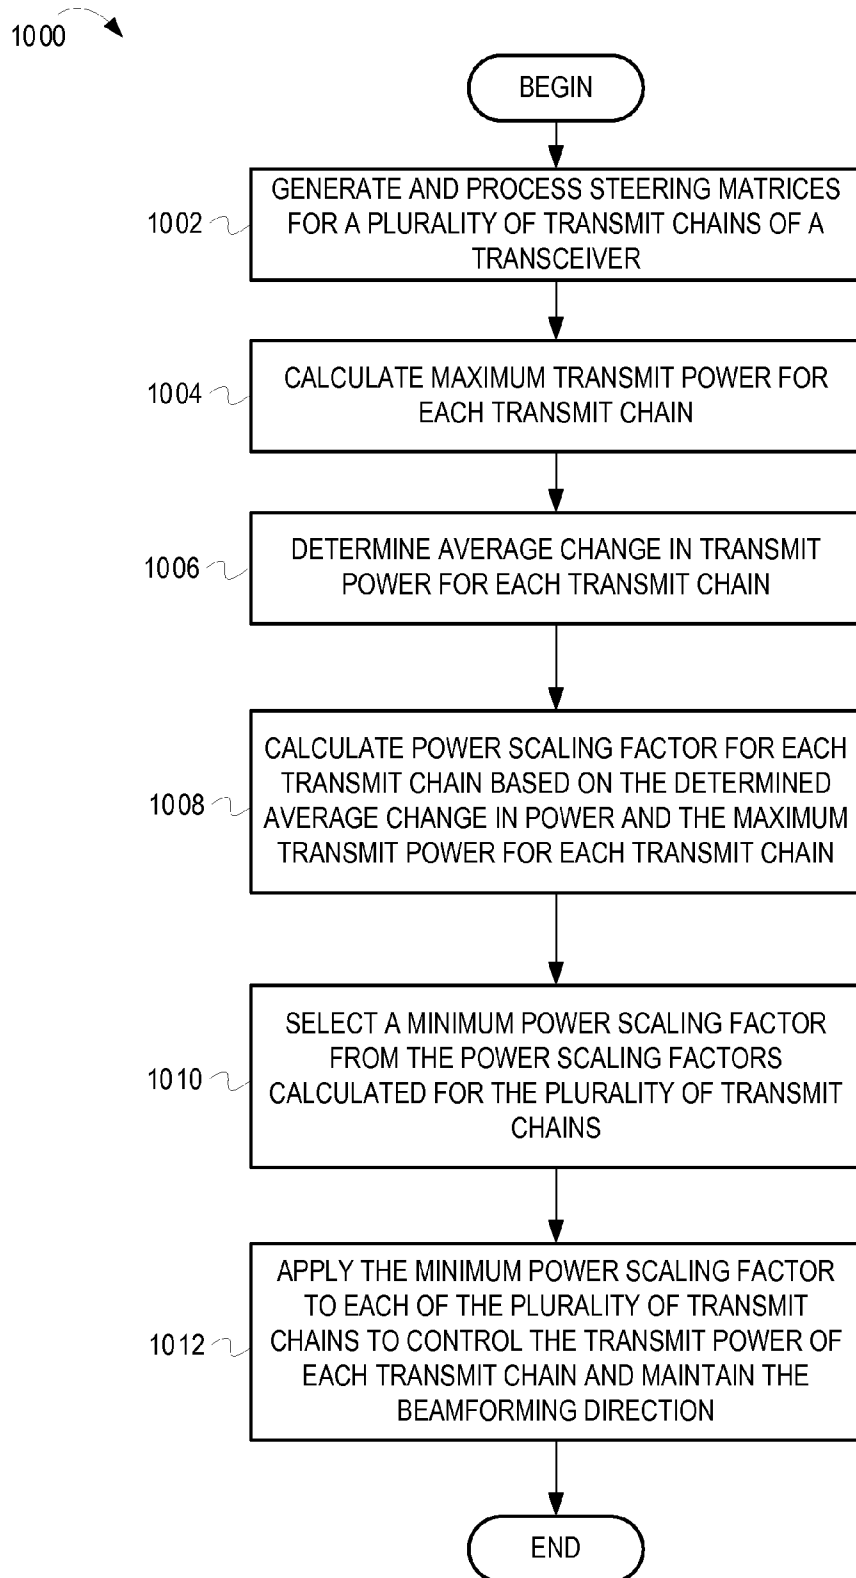 1000
BEGIN
1002
GENERATE AND PROCESS STEERING MATRICES
FOR A PLURALITY OF TRANSMIT CHAINS OF A
TRANSCEIVER
1004
CALCULATE MAXIMUM TRANSMIT POWER FOR
EACH TRANSMIT CHAIN
1006
DETERMINE AVERAGE CHANGE IN TRANSMIT
POWER FOR EACH TRANSMIT CHAIN
1008
CALCULATE POWER SCALING FACTOR FOR EACH
TRANSMIT CHAIN BASED ON THE DETERMINED
AVERAGE CHANGE IN POWER AND THE MAXIMUM
TRANSMIT POWER FOR EACH TRANSMIT CHAIN
1010
SELECT A MINIMUM POWER SCALING FACTOR
FROM THE POWER SCALING FACTORS
CALCULATED FOR THE PLURALITY OF TRANSMIT
CHAINS
1012
APPLY THE MINIMUM POWER SCALING FACTOR
TO EACH OF THE PLURALITY OF TRANSMIT
CHAINS TO CONTROL THE TRANSMIT POWER OF
EACH TRANSMIT CHAIN AND MAINTAIN THE
BEAMFORMING DIRECTION
END